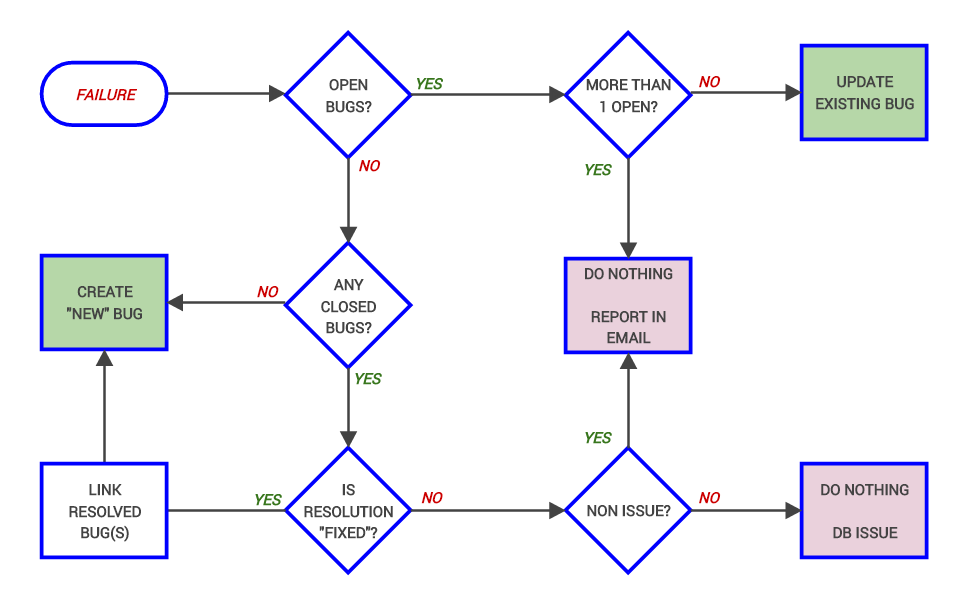 FAILURE
OPEN
BUGS?
YES
MORE THAN
1 OPEN?
NO
UPDATE
EXISTING BUG
NO
YES
CREATE
"NEW" BUG
NO
ANY
CLOSED
BUGS?
DO NOTHING
REPORT IN
EMAIL
YES
YES
LINK
RESOLVED
BUG(S)
YES
IS
RESOLUTION
"FIXED"?
NO
NON ISSUE?
NO
DO NOTHING
DB ISSUE